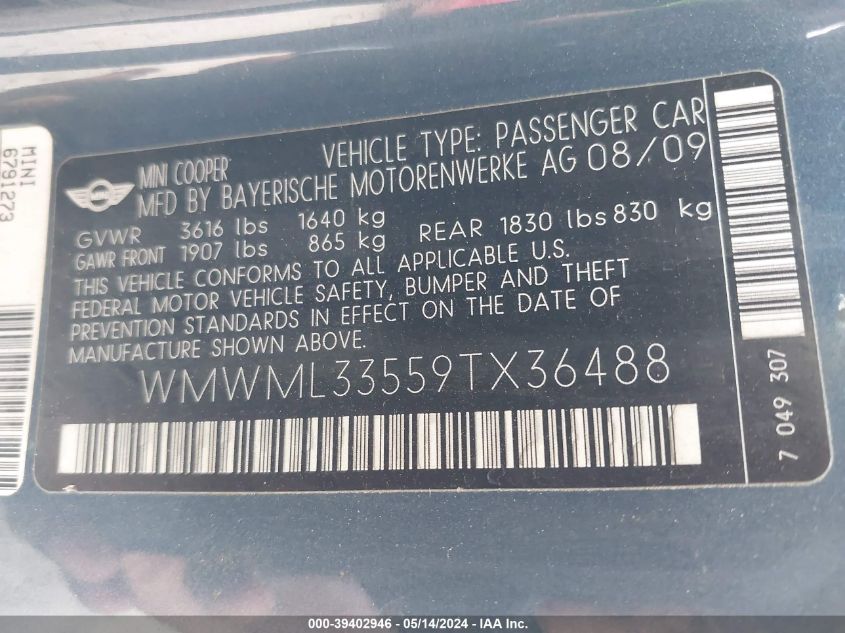 VEHICLE TYPE: PASSENGER CAR
MINI COOPER
MFD BY BAYERISCHE MOTORENWERKE AG 08/09
GVWR 3616 lbs 1640 kg
GAWR FRONT 1907 lbs 865 kg REAR 1830 lbs 830 kg
THIS VEHICLE CONFORMS TO ALL APPLICABLE U.S.
FEDERAL MOTOR VEHICLE SAFETY, BUMPER AND THEFT
PREVENTION STANDARDS IN EFFECT ON THE DATE OF
MANUFACTURE SHOWN ABOVE.
WMWML33559TX36488
7 049 307
MINI
6791273
000-39402946 - 05/14/2024 - IAAI.COM